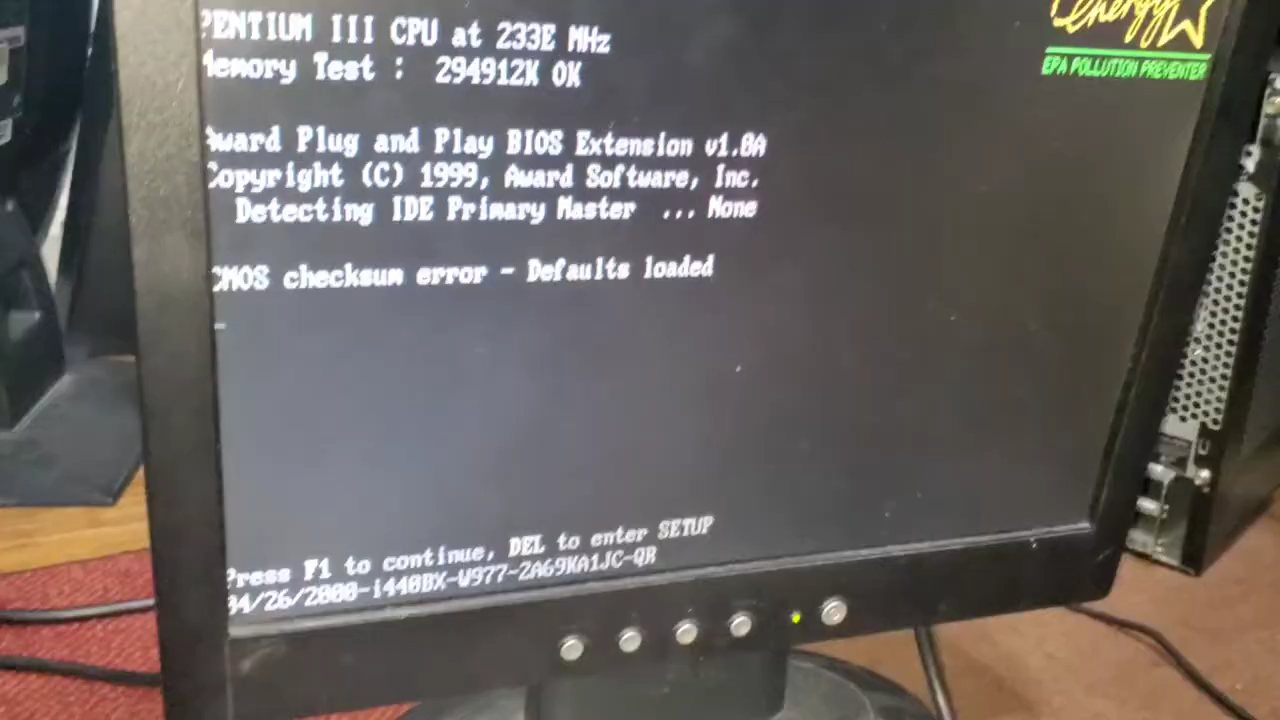 PENTIUM III CPU at 233E MHz
Memory Test : 294912K OK
energy
EPA POLLUTION PREVENTER
Award Plug and Play BIOS Extension v1.0A
Copyright (C) 1999, Award Software, Inc.
Detecting IDE Primary Master ... None
CMOS checksum error - Defaults loaded
Press F1 to continue, DEL to enter SETUP
04/26/2000-i440BX-W977-2A69KA1JC-QR